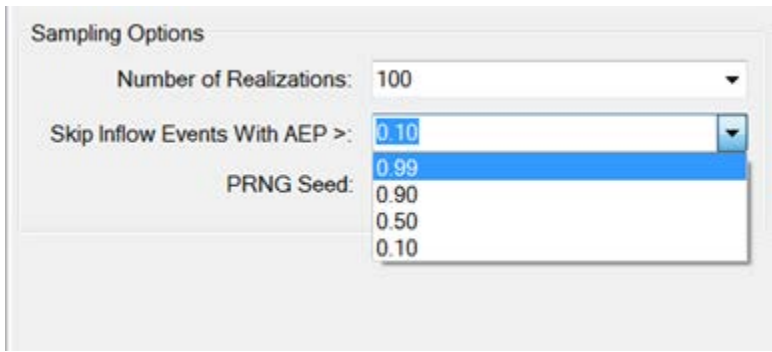 Sampling Options
Number of Realizations: 100
Skip Inflow Events With AEP >: 0.10
0.99
PRNG Seed:
0.90
0.50
0.10